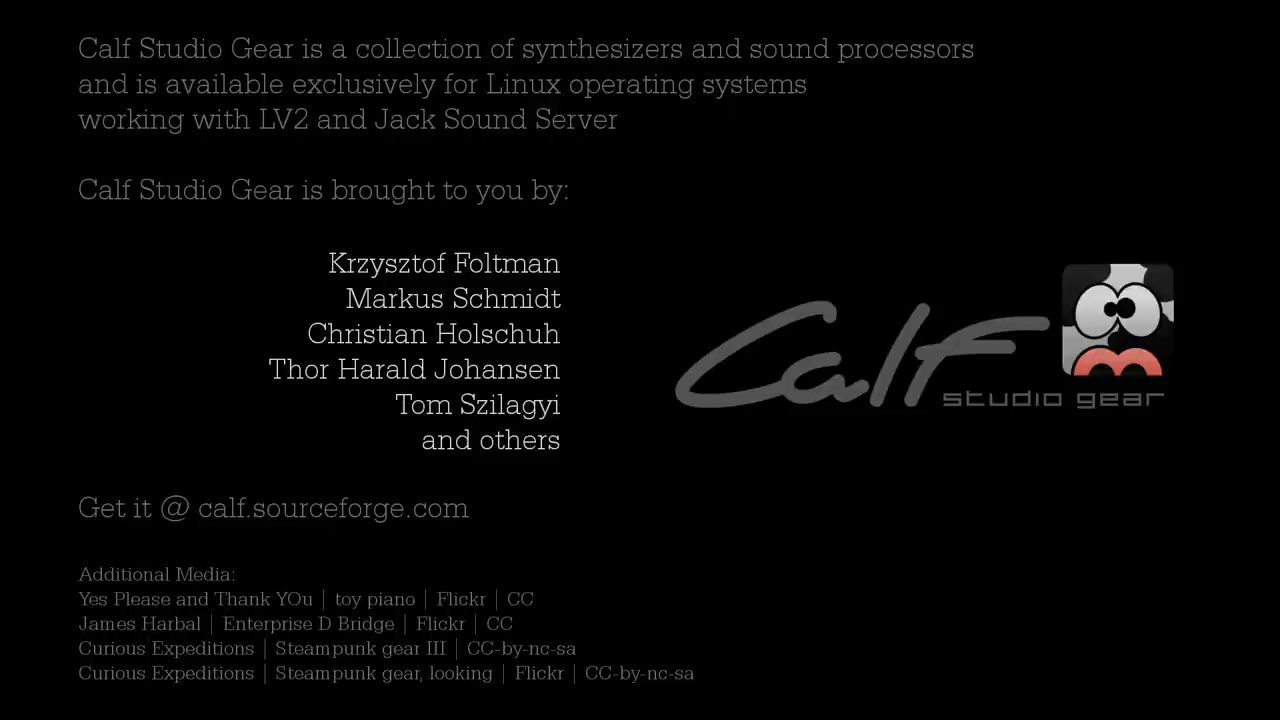 Calf Studio Gear is a collection of synthesizers and sound processors
and is available exclusively for Linux operating systems
working with LV2 and Jack Sound Server
Calf Studio Gear is brought to you by:
Krzysztof Foltman
Markus Schmidt
Christian Holschuh
Thor Harald Johansen
Tom Szilagyi
and others
Calf
studio gear
Get it @ calf.sourceforge.com
Additional Media:
Yes Please and Thank YOu | toy piano | Flickr | CC
James Harbal | Enterprise D Bridge | Flickr | CC
Curious Expeditions | Steampunk gear III | CC-by-nc-sa
Curious Expeditions | Steampunk gear, looking | Flickr | CC-by-nc-sa